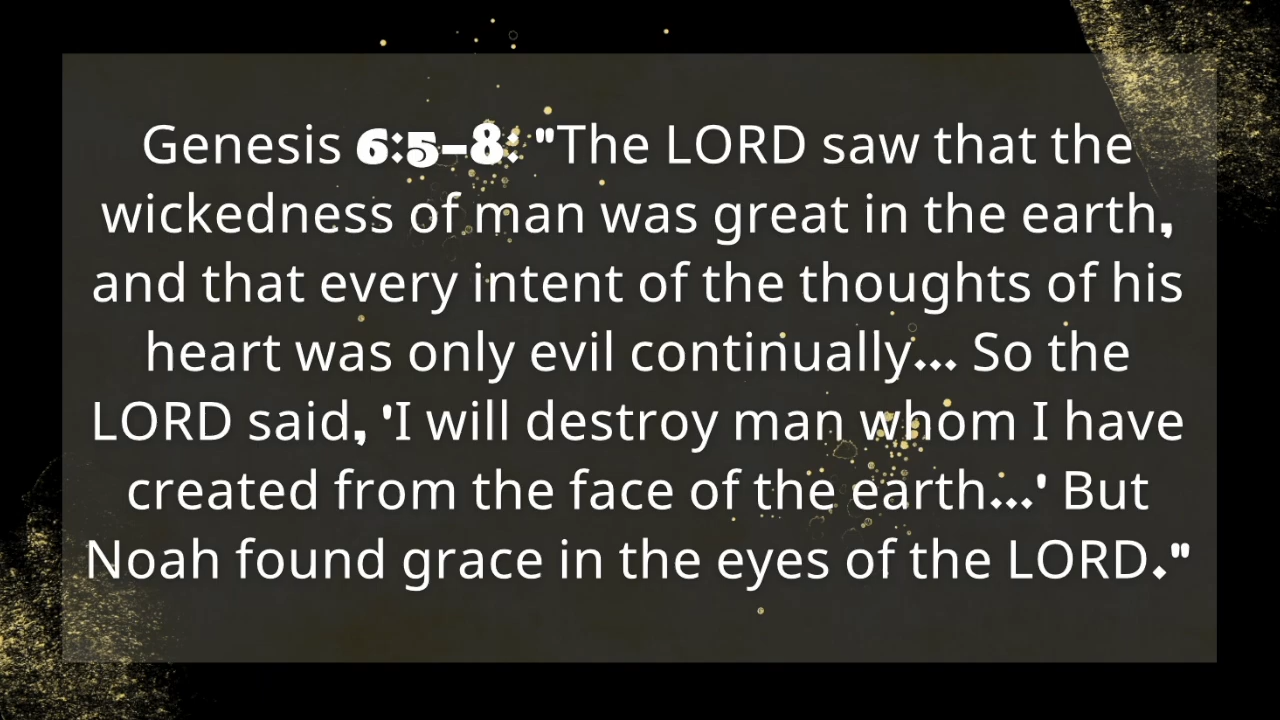 Genesis 6:5-8: "The LORD saw that the
wickedness of man was great in the earth,
and that every intent of the thoughts of his
heart was only evil continually... So the
LORD said, 'I will destroy man whom I have
created from the face of the earth...' But
Noah found grace in the eyes of the LORD."